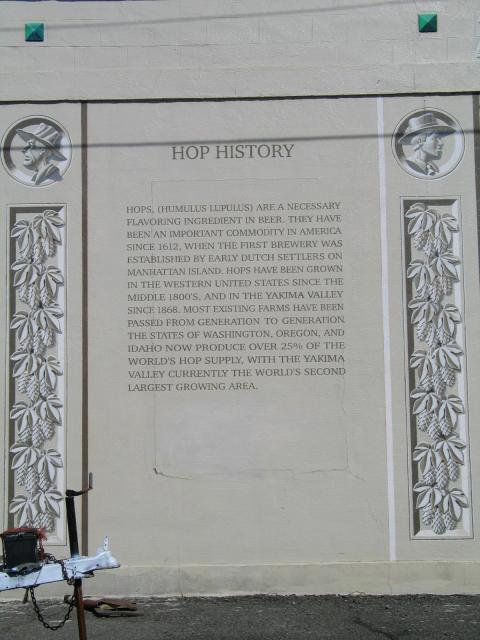 HOP HISTORY
HOPS, (HUMULUS LUPULUS) ARE A NECESSARY
FLAVORING INGREDIENT IN BEER. THEY HAVE
BEEN AN IMPORTANT COMMODITY IN AMERICA
SINCE 1612, WHEN THE FIRST BREWERY WAS
ESTABLISHED BY EARLY DUTCH SETTLERS ON
MANHATTAN ISLAND. HOPS HAVE BEEN GROWN
IN THE WESTERN UNITED STATES SINCE THE
MIDDLE 1800'S, AND IN THE YAKIMA VALLEY
SINCE 1868. MOST EXISTING FARMS HAVE BEEN
PASSED FROM GENERATION TO GENERATION.
THE STATES OF WASHINGTON, OREGON, AND
IDAHO NOW PRODUCE OVER 25% OF THE
WORLD'S HOP SUPPLY, WITH THE YAKIMA
VALLEY CURRENTLY THE WORLD'S SECOND
LARGEST GROWING AREA.